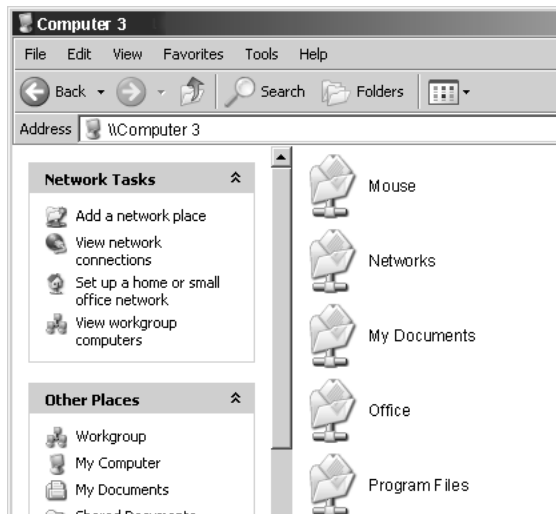 Computer 3
File Edit View Favorites Tools Help
Back Search Folders
Address \\Computer 3
Network Tasks
Add a network place
View network
connections
Set up a home or small
office network
View workgroup
computers
Other Places
Workgroup
My Computer
My Documents
Shared Documents
Mouse
Networks
My Documents
Office
Program Files